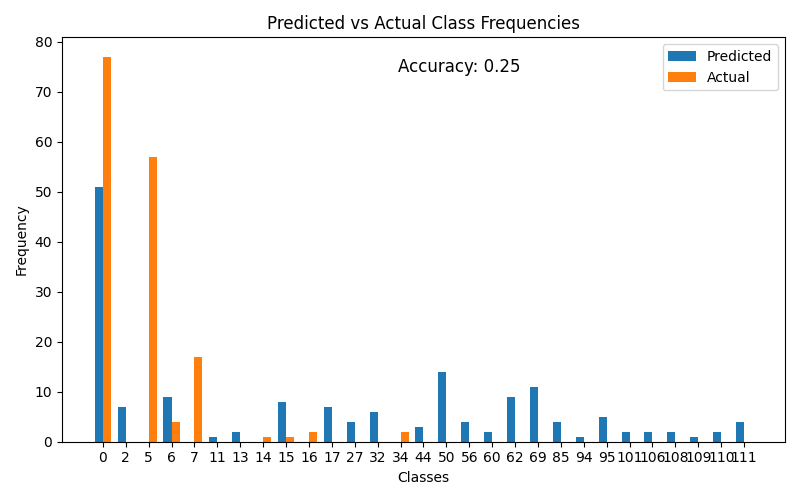 Predicted vs Actual Class Frequencies
80
70
60
50
40
30
20
10
0
Frequency
Accuracy: 0.25
Predicted
Actual
0 2 5 6 7 11 13 14 15 16 17 27 32 34 44 50 56 60 62 69 85 94 95 101 106 108 109 110 111
Classes